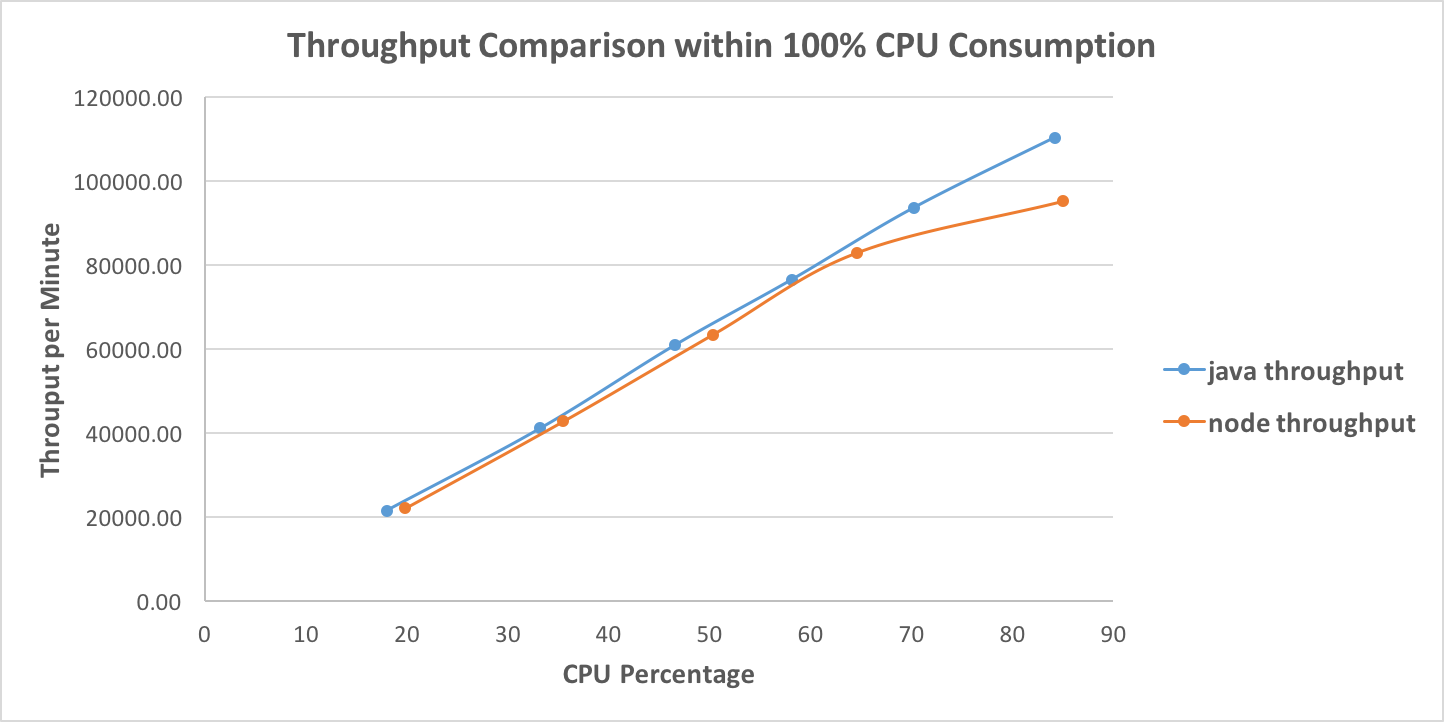 Throughput Comparison within 100% CPU Consumption
Throuput per Minute
120000.00
100000.00
80000.00
60000.00
40000.00
20000.00
0.00
0 10 20 30 40 50 60 70 80 90
CPU Percentage
java throughput
node throughput